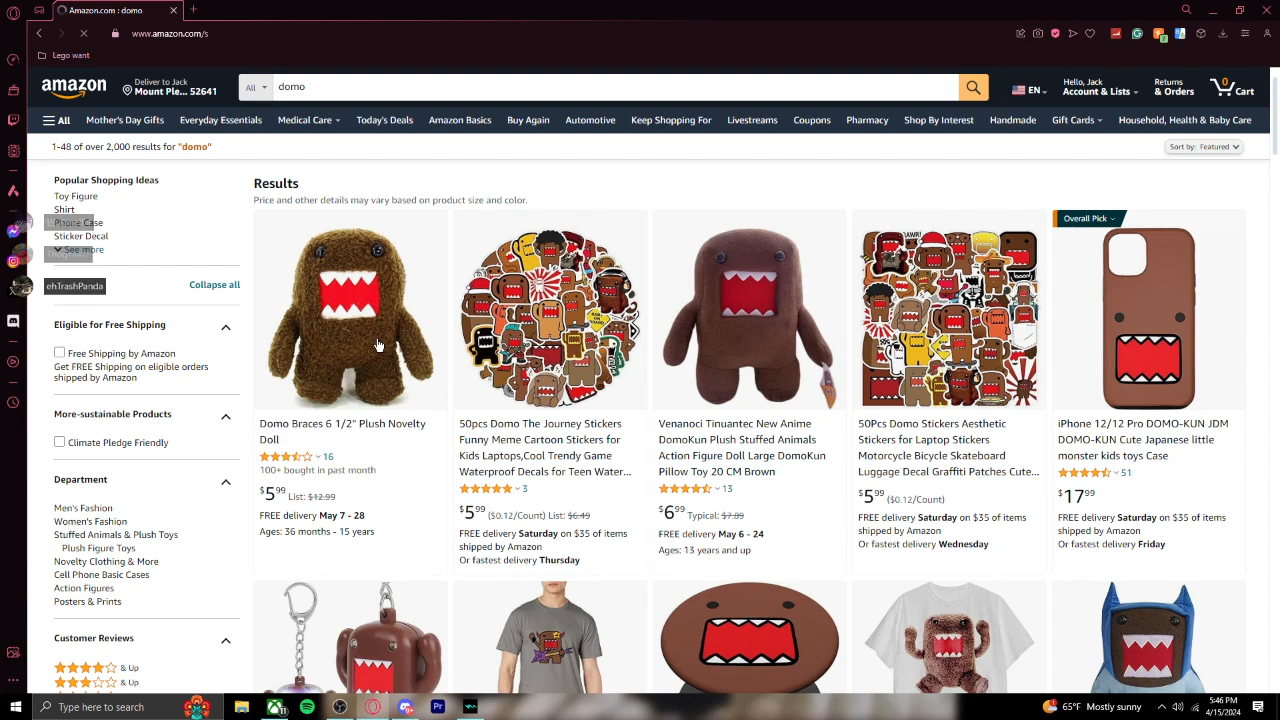 Amazon.com : domo
www.amazon.com/s
Lego want
amazon
Deliver to Jack
Mount Ple... 52641
All
domo
EN
Hello, Jack
Account & Lists
Returns
& Orders
0
Cart
All
Mother's Day Gifts
Everyday Essentials
Medical Care
Today's Deals
Amazon Basics
Buy Again
Automotive
Keep Shopping For
Livestreams
Coupons
Pharmacy
Shop By Interest
Handmade
Gift Cards
Household, Health & Baby Care
1-48 of over 2,000 results for "domo"
Sort by: Featured
Popular Shopping Ideas
Toy Figure
Shirt
Phone Case
Sticker Decal
See more
ehTrashPanda
Collapse all
Eligible for Free Shipping
Free Shipping by Amazon
Get FREE Shipping on eligible orders
shipped by Amazon
More-sustainable Products
Climate Pledge Friendly
Department
Men's Fashion
Women's Fashion
Stuffed Animals & Plush Toys
Plush Figure Toys
Novelty Clothing & More
Cell Phone Basic Cases
Action Figures
Posters & Prints
Customer Reviews
& Up
& Up
Results
Price and other details may vary based on product size and color.
Domo Braces 6 1/2" Plush Novelty
Doll
16
100+ bought in past month
$5.99 List: $12.99
FREE delivery May 7 - 28
Ages: 36 months - 15 years
50pcs Domo The Journey Stickers
Funny Meme Cartoon Stickers for
Kids Laptops,Cool Trendy Game
Waterproof Decals for Teen Water...
3
$5.99 ($0.12/Count) List: $6.49
FREE delivery Saturday on $35 of items
shipped by Amazon
Or fastest delivery Thursday
Venanoci Tinuantec New Anime
DomoKun Plush Stuffed Animals
Action Figure Doll Large DomoKun
Pillow Toy 20 CM Brown
13
$6.99 Typical: $7.89
FREE delivery May 6 - 24
Ages: 13 years and up
50Pcs Domo Stickers Aesthetic
Stickers for Laptop Stickers
Motorcycle Bicycle Skateboard
Luggage Decal Graffiti Patches Cute...
$5.99 ($0.12/Count)
FREE delivery Saturday on $35 of items
shipped by Amazon
Or fastest delivery Wednesday
Overall Pick
iPhone 12/12 Pro DOMO-KUN JDM
DOMO-KUN Cute Japanese little
monster kids toys Case
51
$17.99
FREE delivery Saturday on $35 of items
shipped by Amazon
Or fastest delivery Friday
Type here to search
Pr
65°F Mostly sunny
5:46 PM
4/15/2024